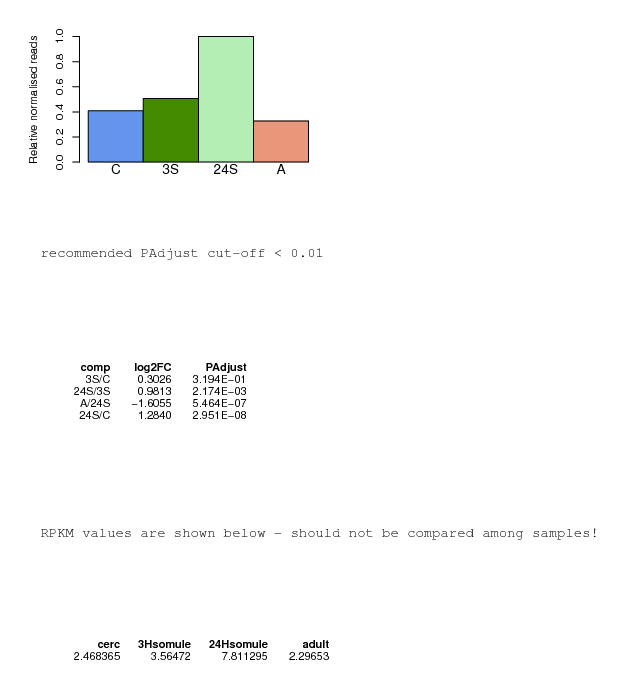 Relative normalised reads
1.0
0.8
0.6
0.4
0.2
0.0
C 3S 24S A
recommended PAdjust cut-off < 0.01
comp log2FC PAdjust
3S/C 0.3026 3.194E-01
24S/3S 0.9813 2.174E-03
A/24S -1.6055 5.464E-07
24S/C 1.2840 2.951E-08
RPKM values are shown below - should not be compared among samples!
cerc 3Hsomule 24Hsomule adult
2.468365 3.56472 7.811295 2.29653